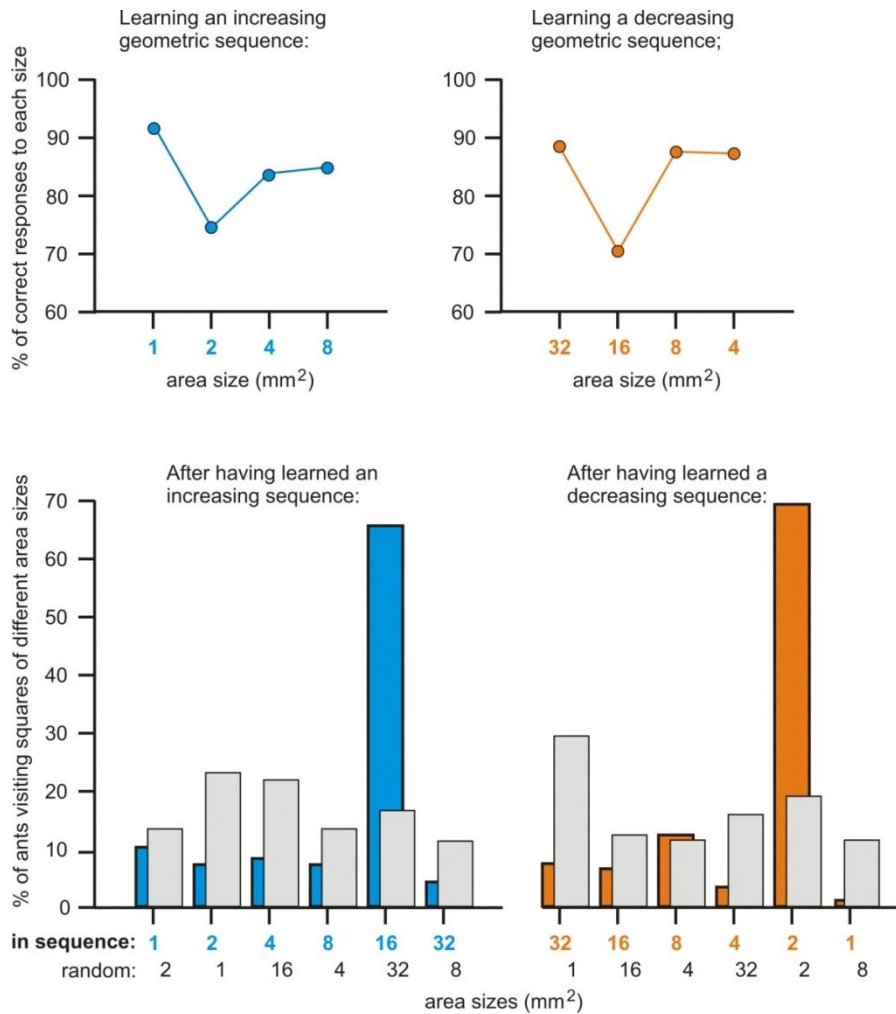 Learning an increasing
geometric sequence:
Learning a decreasing
geometric sequence;
% of correct responses to each size
100
90
80
70
60
1
2
4
8
area size (mm²)
100
90
80
70
60
32
16
8
4
area size (mm²)
After having learned an
increasing sequence:
After having learned a
decreasing sequence:
% of ants visiting squares of different area sizes
70
60
50
40
30
20
10
0
in sequence: 1 2 4 8 16 32 32 16 8 4 2 1
random: 2 1 16 4 32 8 1 16 4 32 2 8
area sizes (mm²)